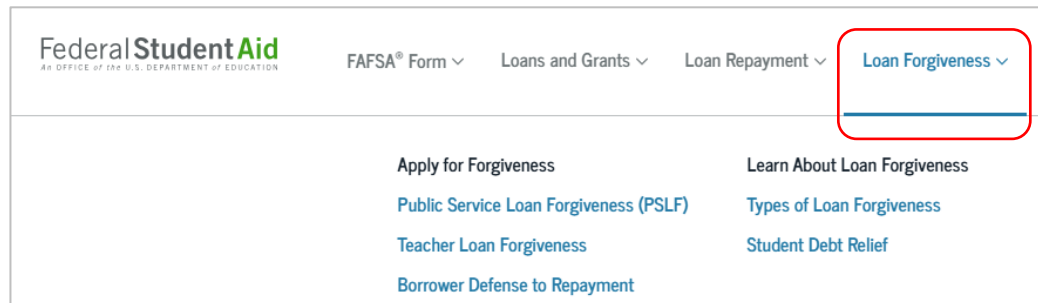 Federal Student Aid
An OFFICE of the U.S. DEPARTMENT of EDUCATION
FAFSA® Form Loans and Grants Loan Repayment Loan Forgiveness
Apply for Forgiveness
Public Service Loan Forgiveness (PSLF)
Teacher Loan Forgiveness
Borrower Defense to Repayment
Learn About Loan Forgiveness
Types of Loan Forgiveness
Student Debt Relief